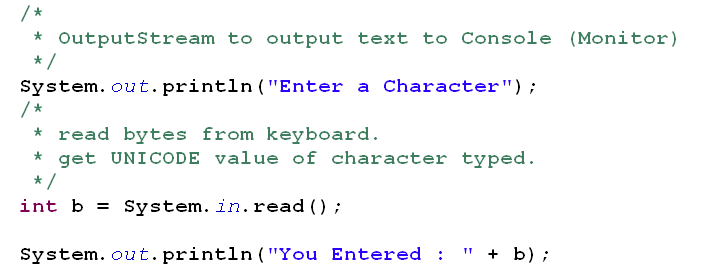 /*
 * OutputStream to output text to Console (Monitor)
 */
System.out.println("Enter a Character");
/*
 * read bytes from keyboard.
 * get UNICODE value of character typed.
 */
int b = System.in.read();
System.out.println("You Entered : " + b);